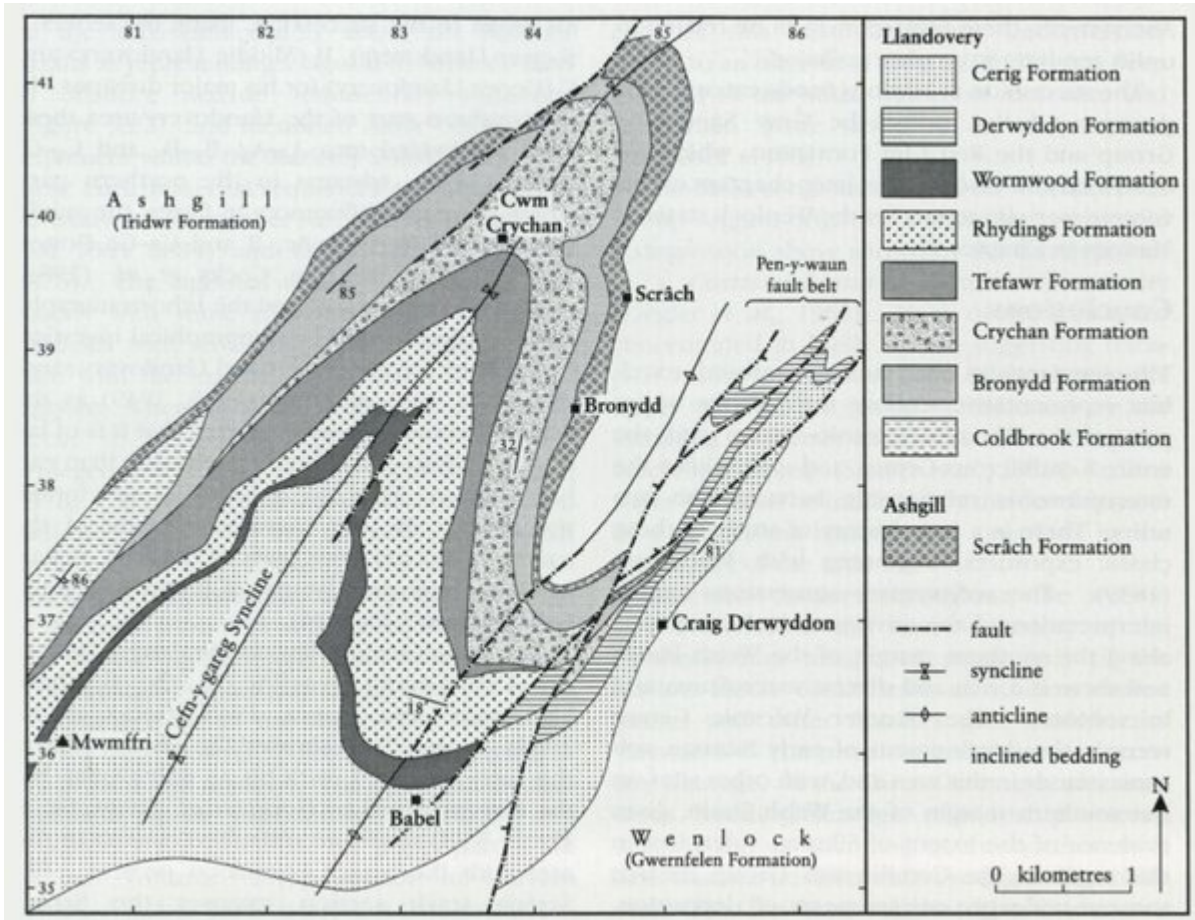 81 82 83 84 85 86
41
40
39
38
37
36
35
A s h g i l l
(Tridwr Formation)
Cwm
Crychan
85
Scrâch
Pen-y-waun
fault belt
Bronydd
32
81
86
Craig Derwyddon
Cefn-y-gareg Syncline
18
Mwmffri
Babel
W e n l o c k
(Gwernfelen Formation)
Llandovery
Cerig Formation
Derwyddon Formation
Wormwood Formation
Rhydings Formation
Trefawr Formation
Crychan Formation
Bronydd Formation
Coldbrook Formation
Ashgill
Scrâch Formation
fault
syncline
anticline
inclined bedding
N
0 kilometres 1